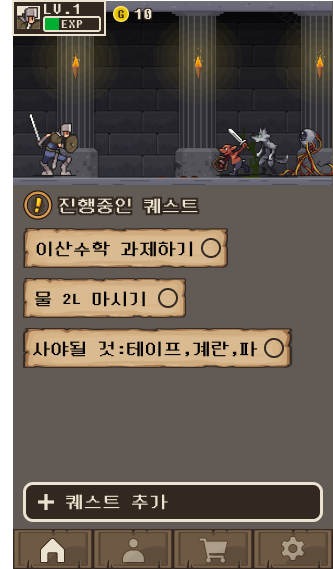 LV.1
EXP
G 10
진행중인 퀘스트
이산수학 과제하기
물 2L 마시기
사야될 것:테이프,계란,파
+ 퀘스트 추가